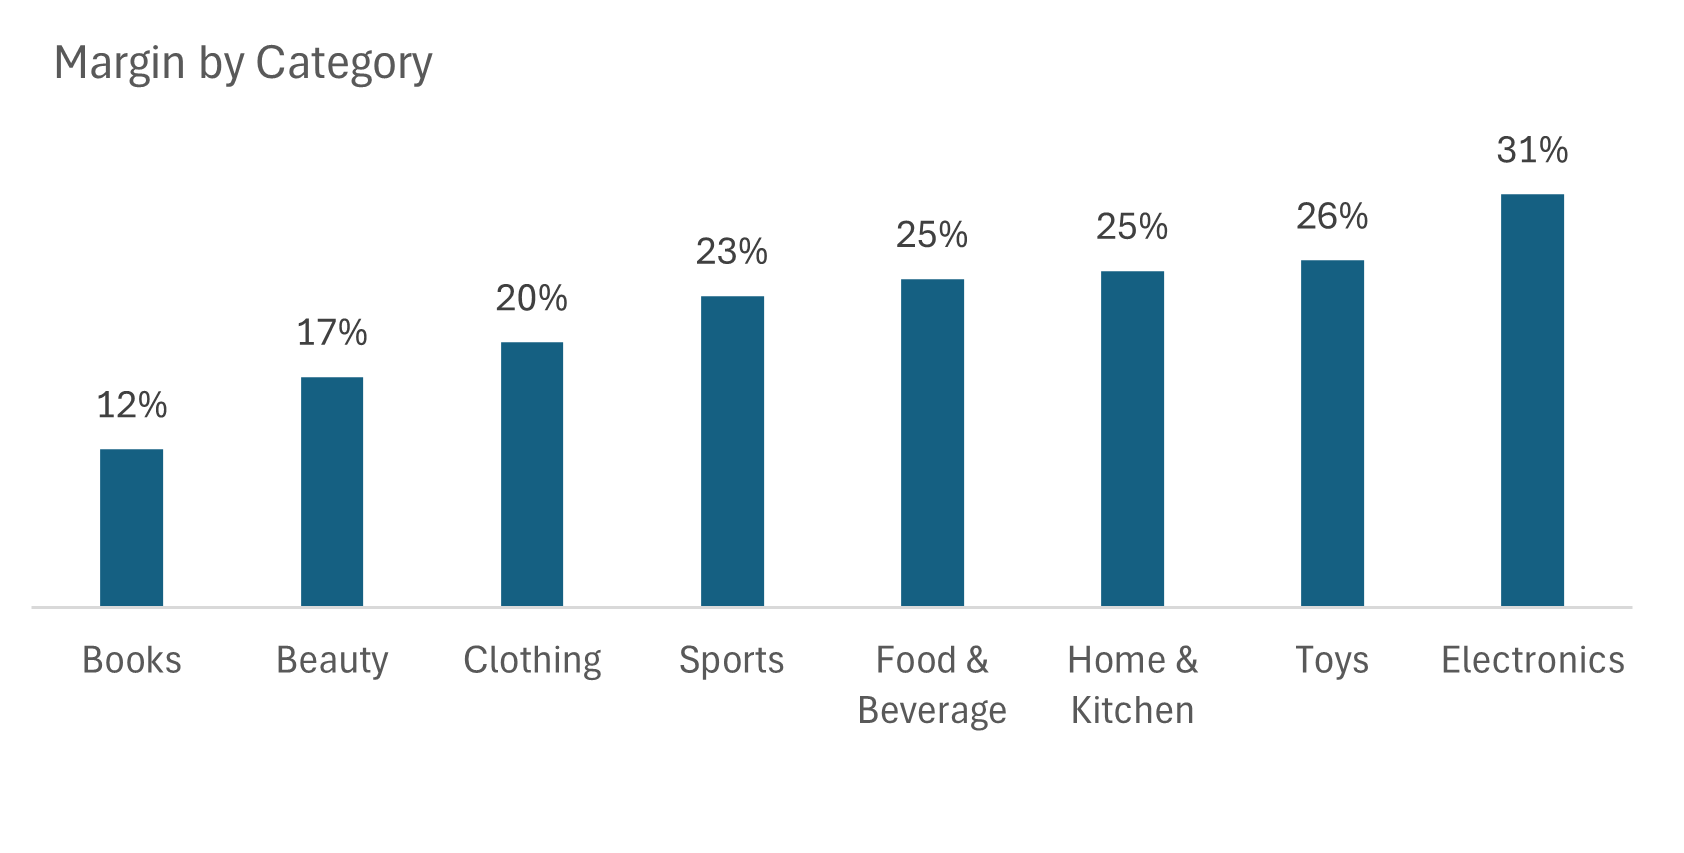 Margin by Category
31%
26%
25%
25%
23%
20%
17%
12%
Books
Beauty
Clothing
Sports
Food &
Beverage
Home &
Kitchen
Toys
Electronics